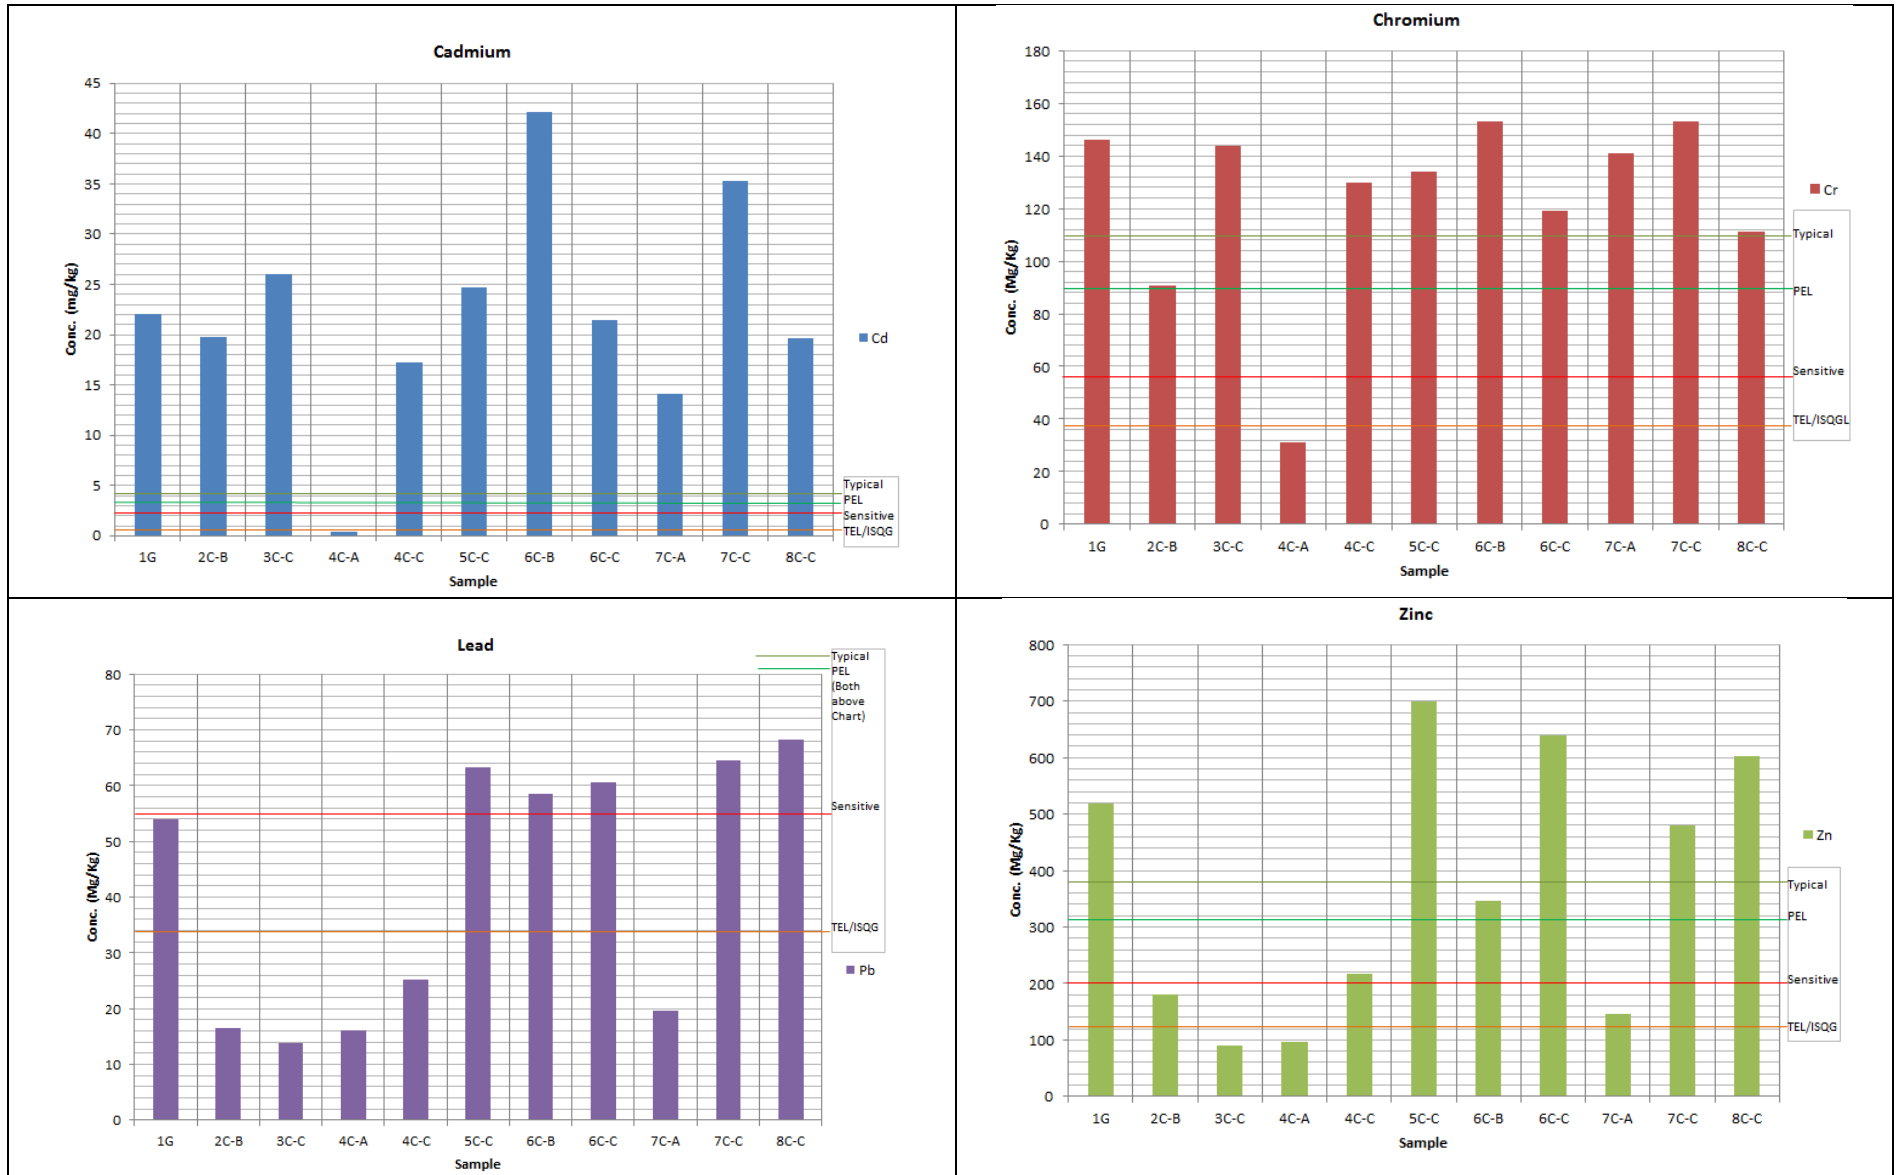 Cadmium
45
40
35
30
25
20
15
10
5
0
Conc. (mg/kg)
1G 2C-B 3C-C 4C-A 4C-C 5C-C 6C-B 6C-C 7C-A 7C-C 8C-C
Sample
Cd
Typical
PEL
Sensitive
TEL/ISQG
Chromium
180
160
140
120
100
80
60
40
20
0
Conc. (Mg/Kg)
1G 2C-B 3C-C 4C-A 4C-C 5C-C 6C-B 6C-C 7C-A 7C-C 8C-C
Sample
Cr
Typical
PEL
Sensitive
TEL/ISQGL
Lead
80
70
60
50
40
30
20
10
0
Conc. (Mg/Kg)
1G 2C-B 3C-C 4C-A 4C-C 5C-C 6C-B 6C-C 7C-A 7C-C 8C-C
Sample
Typical
PEL
(Both
above
Chart)
Sensitive
TEL/ISQG
Pb
Zinc
800
700
600
500
400
300
200
100
0
Conc. (Mg/Kg)
1G 2C-B 3C-C 4C-A 4C-C 5C-C 6C-B 6C-C 7C-A 7C-C 8C-C
Sample
Zn
Typical
PEL
Sensitive
TEL/ISQG